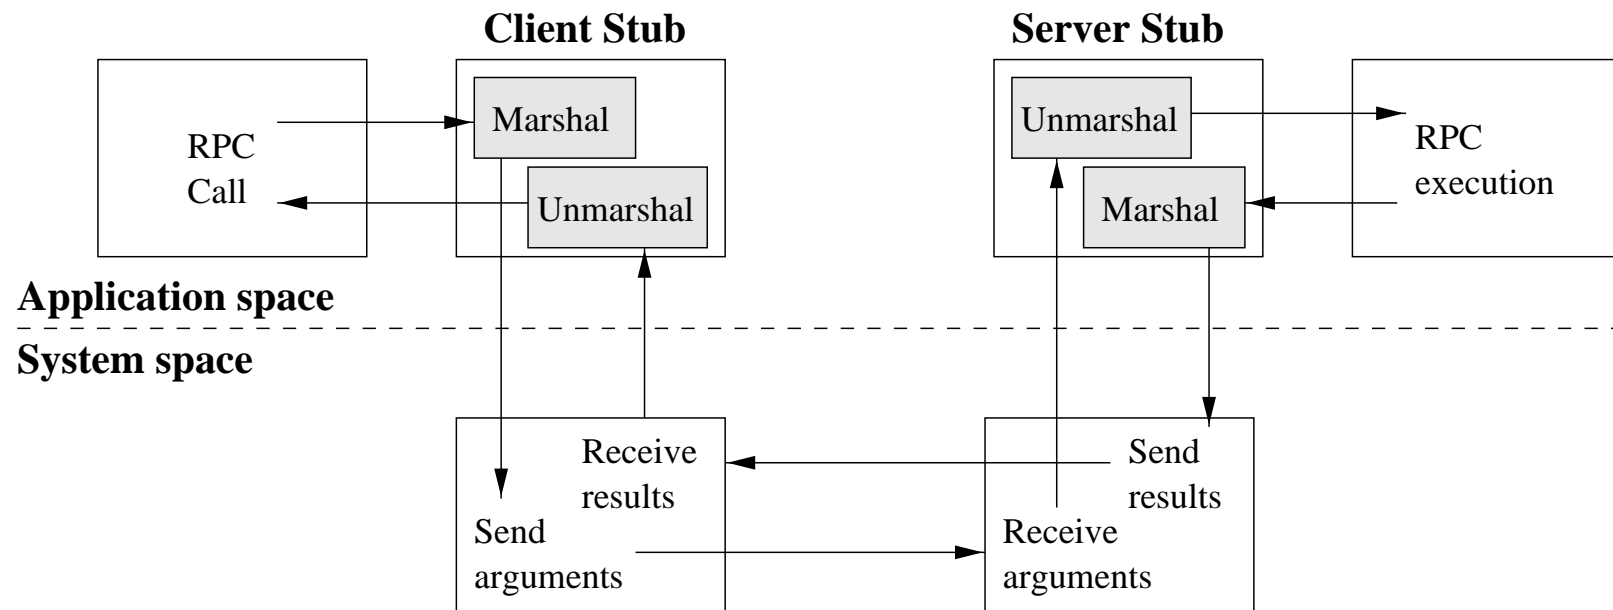 Client Stub
Server Stub
RPC
Call
Marshal
Unmarshal
Unmarshal
Marshal
RPC
execution
Application space
System space
Receive
results
Send
arguments
Send
results
Receive
arguments